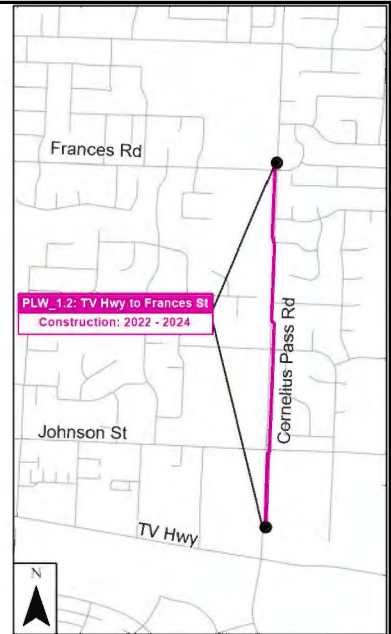 Frances Rd
PLW_1.2: TV Hwy to Frances St
Construction: 2022 - 2024
Cornelius Pass Rd
Johnson St
TV Hwy
N